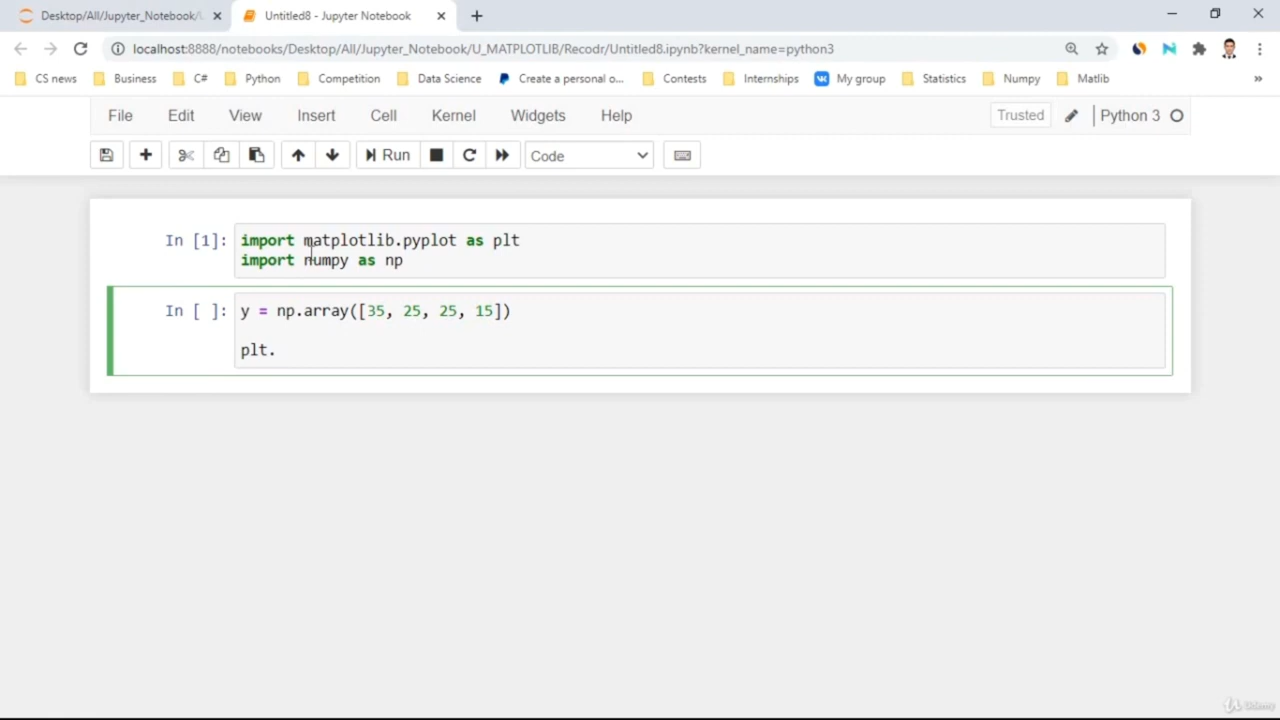 Desktop/All/Jupyter_Notebook/
Untitled8 - Jupyter Notebook
localhost:8888/notebooks/Desktop/All/Jupyter_Notebook/U_MATPLOTLIB/Recodr/Untitled8.ipynb?kernel_name=python3
CS news Business C# Python Competition Data Science Create a personal o... Contests Internships My group Statistics Numpy Matlib »
File Edit View Insert Cell Kernel Widgets Help Trusted Python 3
Run Code
In [1]: import matplotlib.pyplot as plt
import numpy as np
In [ ]: y = np.array([35, 25, 25, 15])
plt.
Udemy